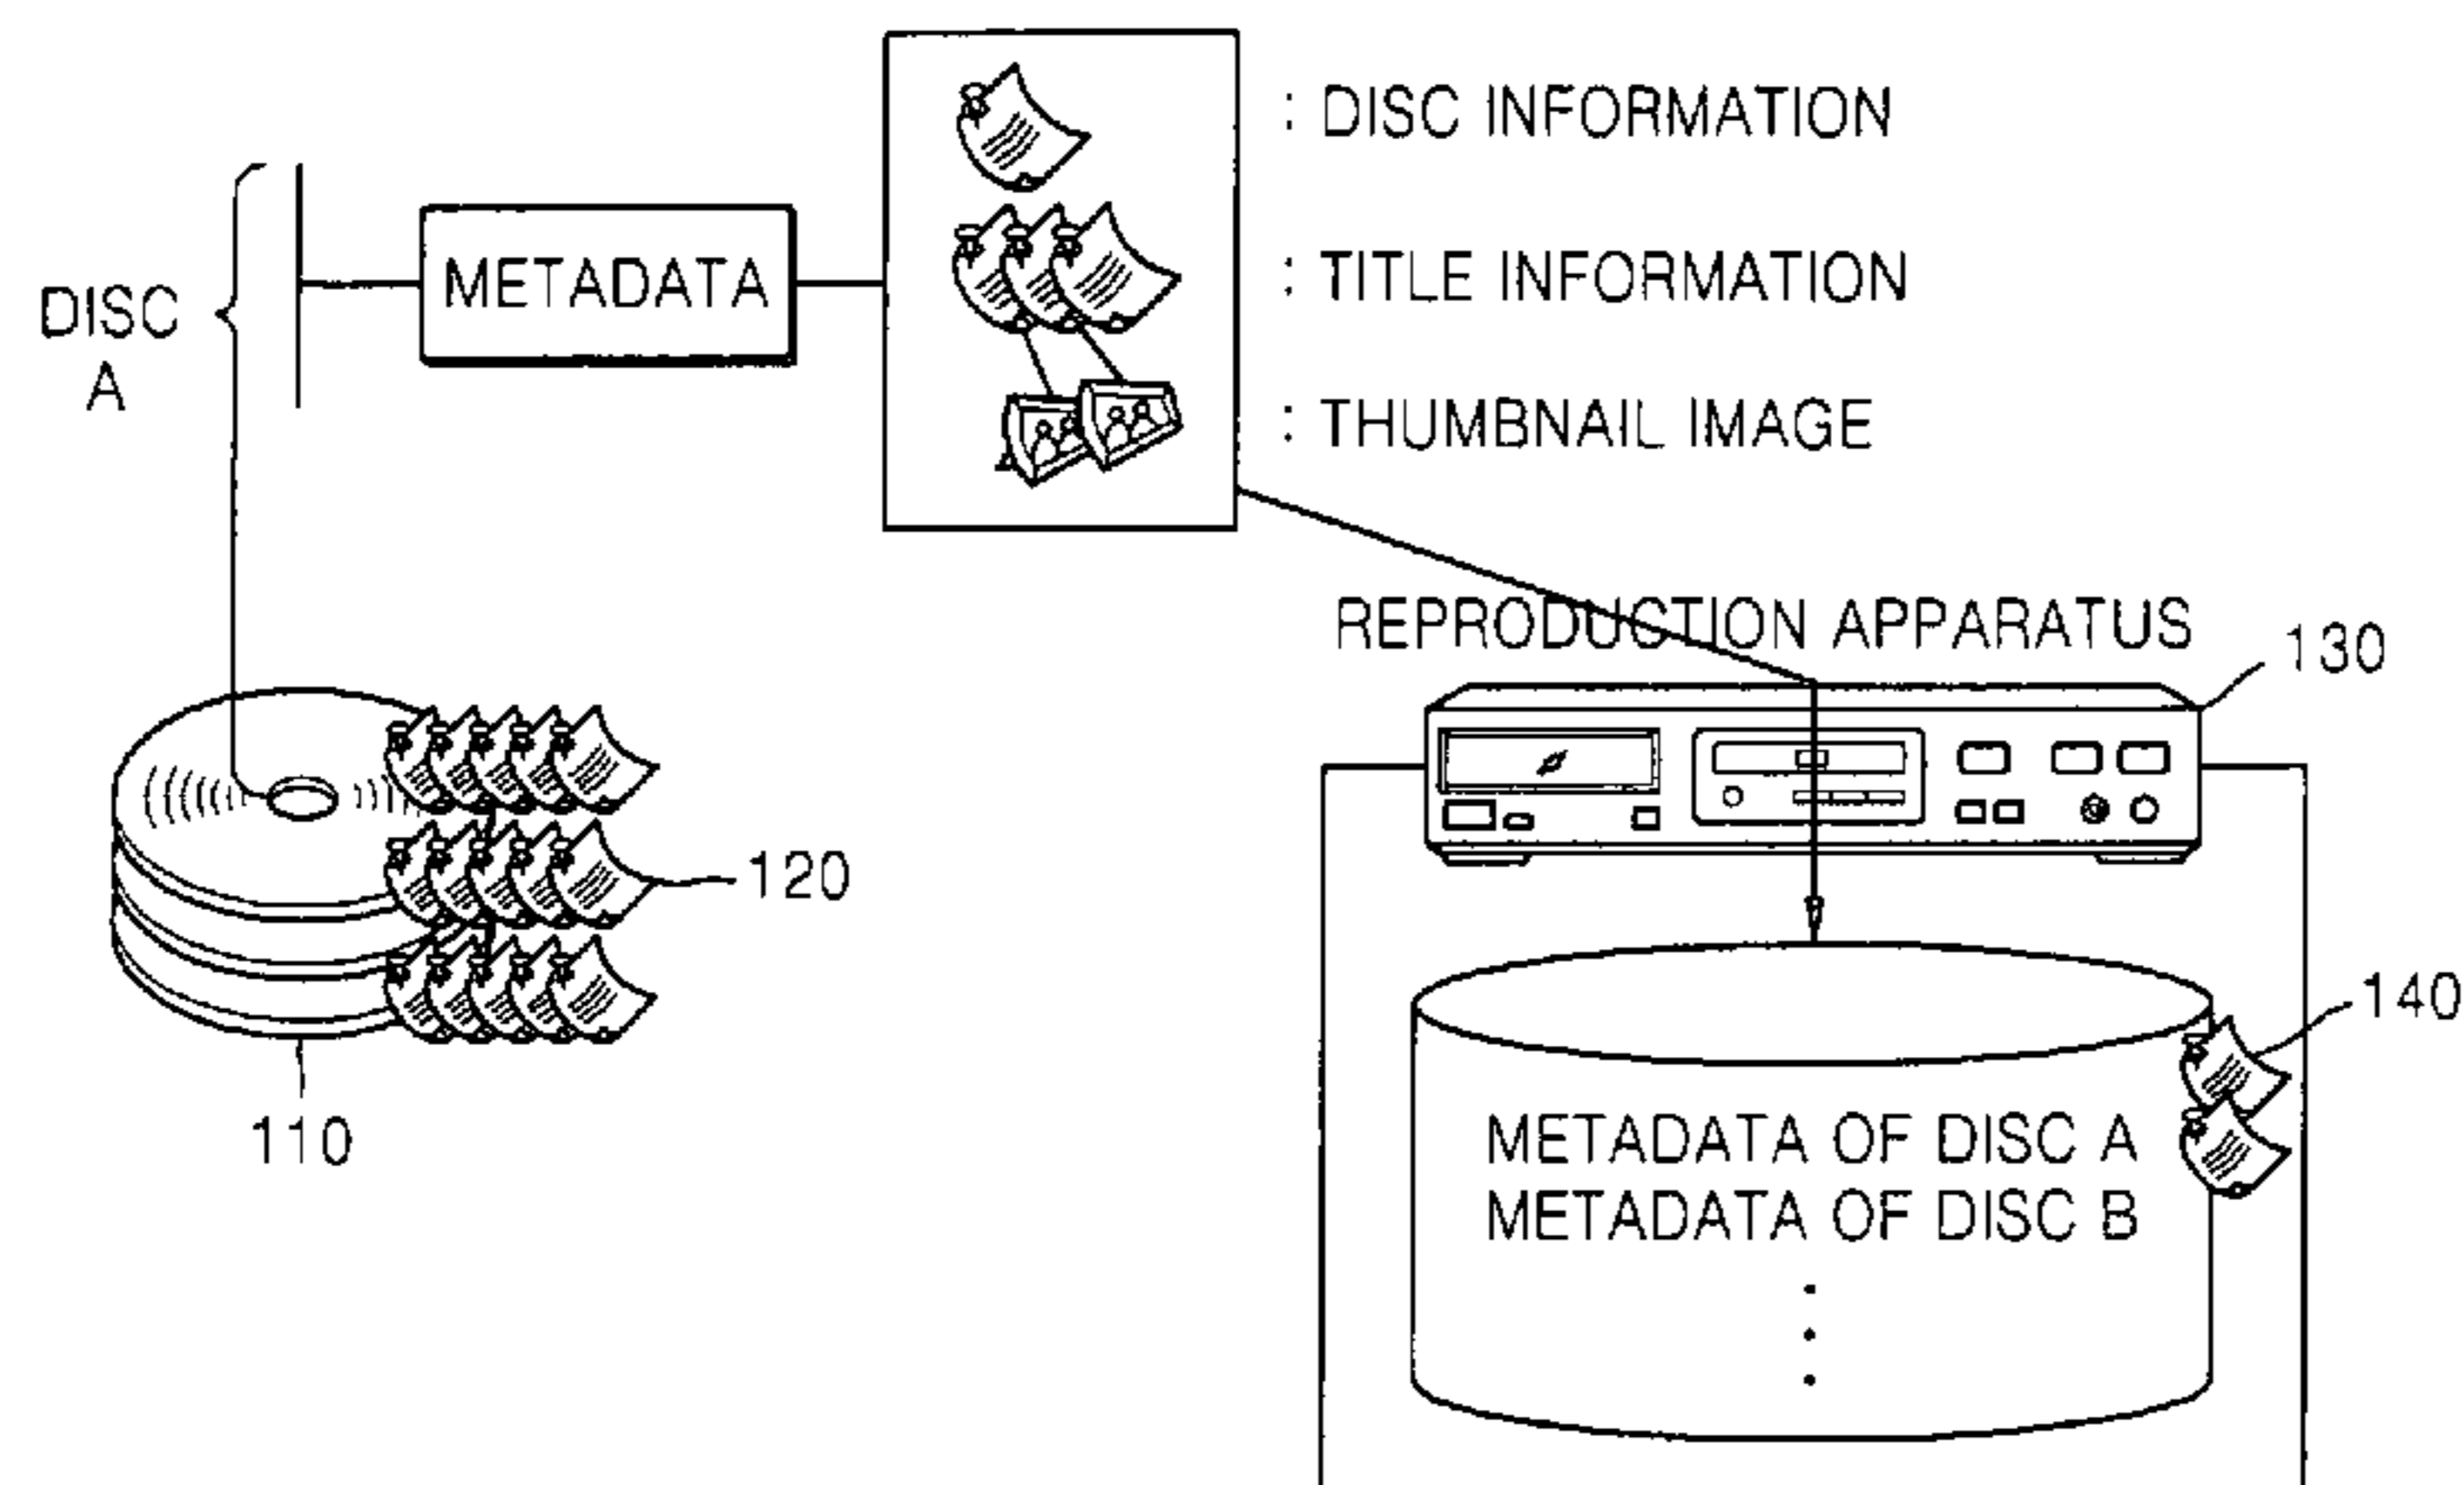 : DISC INFORMATION
: TITLE INFORMATION
: THUMBNAIL IMAGE
METADATA
DISC
A
REPRODUCTION APPARATUS
130
120
110
140
METADATA OF DISC A
METADATA OF DISC B